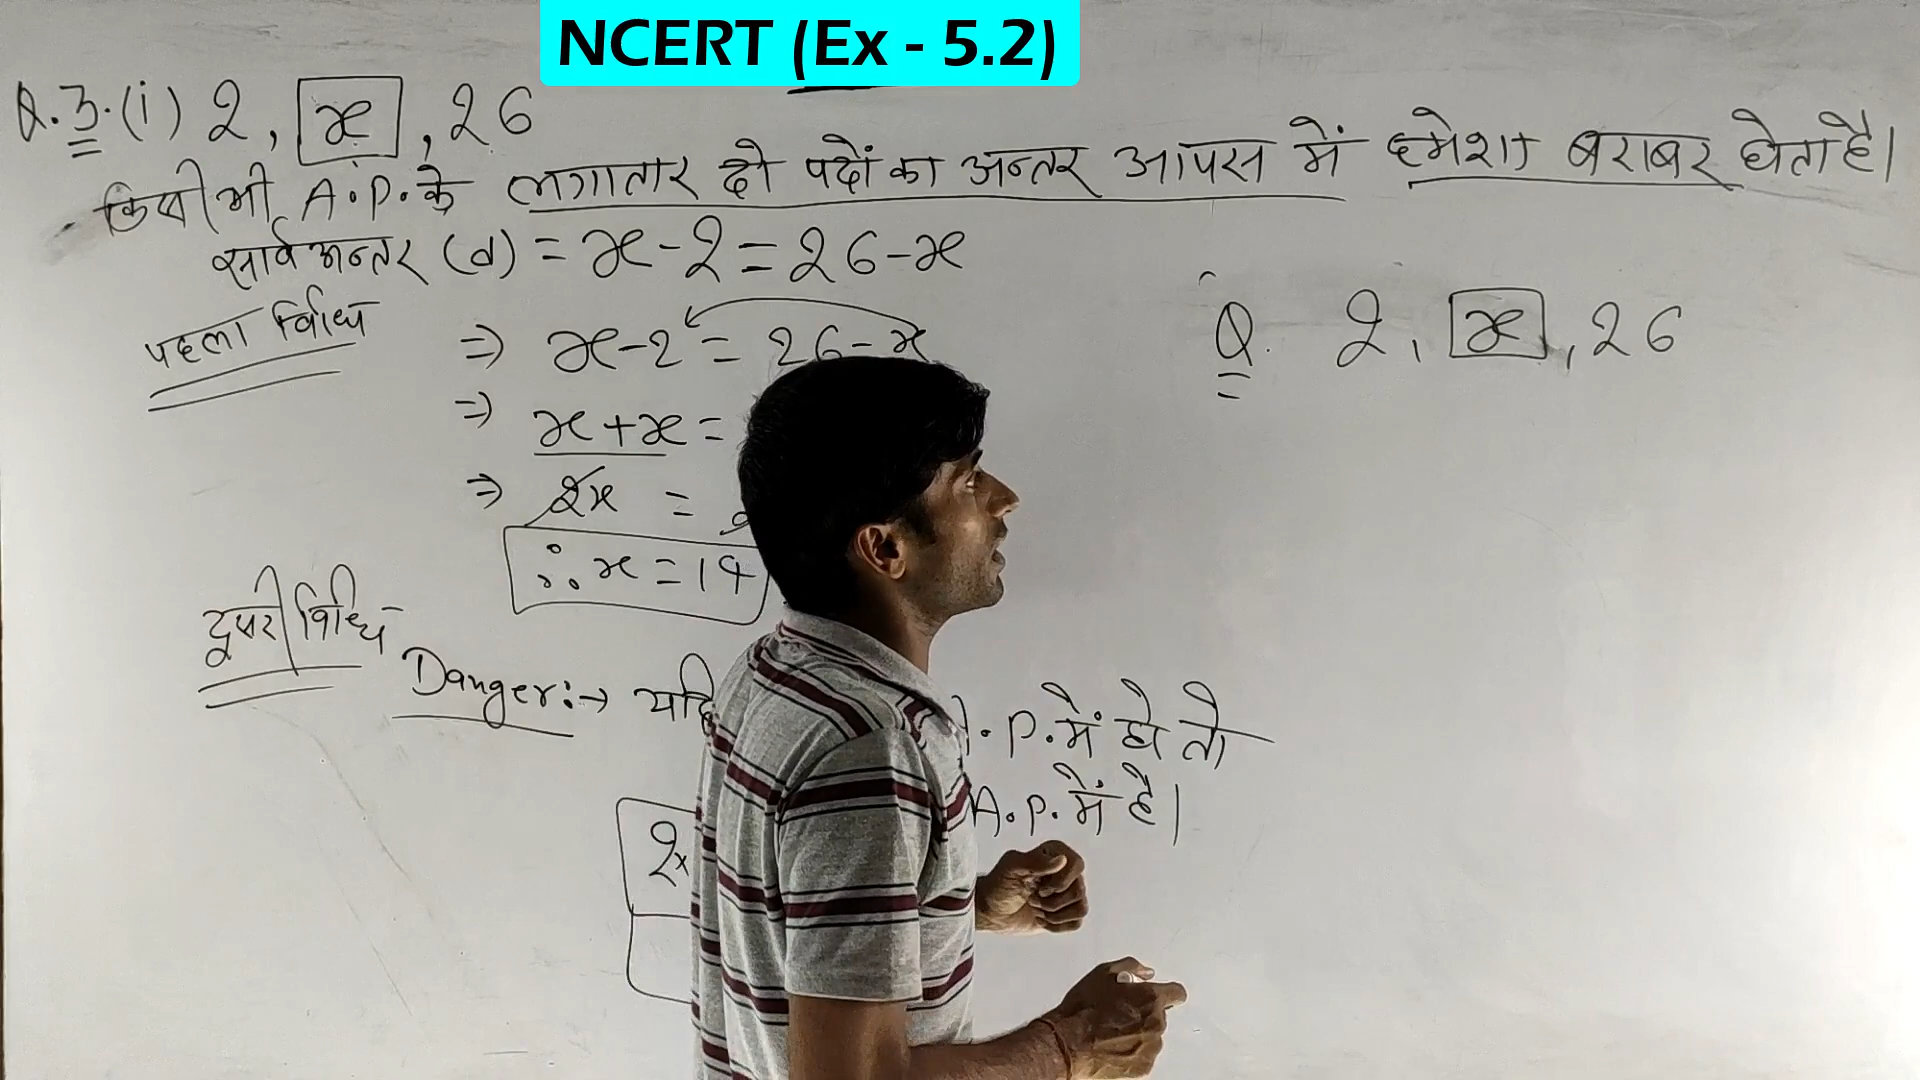 NCERT (Ex - 5.2)
Q.3.(i) 2, x, 26
किसी भी A.P. के लगातार दो पदों का अन्तर आपस में हमेशा बराबर होता है।
सार्व अन्तर (d) = x - 2 = 26 - x
पहला विधि
⇒ x - 2 = 26 - x
⇒ x + x =
⇒ 2x =
∴ x = 14
Q. 2, x, 26
दूसरी विधि
Danger:→ यदि A.P. में हो तो
A.P. में है।
2x